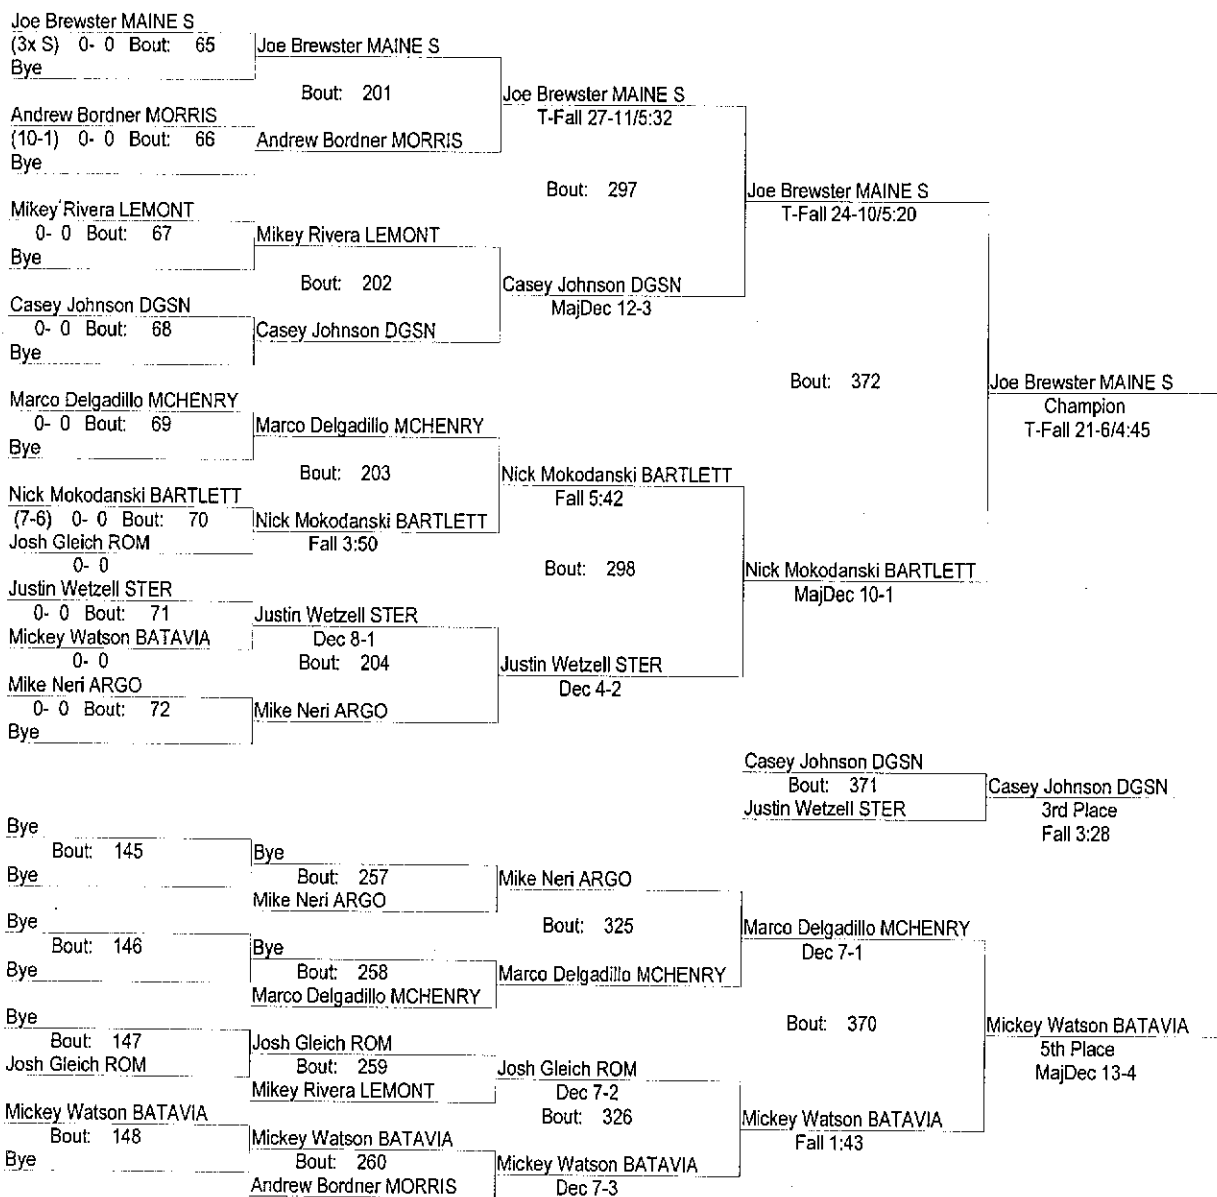 Joe Brewster MAINE S
(3x S) 0- 0 Bout: 65
Bye
Joe Brewster MAINE S
Bout: 201
Andrew Bordner MORRIS
(10-1) 0- 0 Bout: 66
Bye
Andrew Bordner MORRIS
Joe Brewster MAINE S
T-Fall 27-11/5:32
Bout: 297
Mikey Rivera LEMONT
0- 0 Bout: 67
Bye
Mikey Rivera LEMONT
Bout: 202
Casey Johnson DGSN
0- 0 Bout: 68
Bye
Casey Johnson DGSN
Casey Johnson DGSN
MajDec 12-3
Joe Brewster MAINE S
T-Fall 24-10/5:20
Bout: 372
Joe Brewster MAINE S
Champion
T-Fall 21-6/4:45
Marco Delgadillo MCHENRY
0- 0 Bout: 69
Bye
Marco Delgadillo MCHENRY
Bout: 203
Nick Mokodanski BARTLETT
(7-6) 0- 0 Bout: 70
Josh Gleich ROM
0- 0
Nick Mokodanski BARTLETT
Fall 3:50
Nick Mokodanski BARTLETT
Fall 5:42
Bout: 298
Justin Wetzell STER
0- 0 Bout: 71
Mickey Watson BATAVIA
0- 0
Justin Wetzell STER
Dec 8-1
Bout: 204
Mike Neri ARGO
0- 0 Bout: 72
Bye
Mike Neri ARGO
Justin Wetzell STER
Dec 4-2
Nick Mokodanski BARTLETT
MajDec 10-1
Casey Johnson DGSN
Bout: 371
Justin Wetzell STER
Casey Johnson DGSN
3rd Place
Fall 3:28
Bye
Bout: 145
Bye
Bye
Bout: 257
Mike Neri ARGO
Mike Neri ARGO
Bout: 325
Bye
Bout: 146
Bye
Bye
Bout: 258
Marco Delgadillo MCHENRY
Marco Delgadillo MCHENRY
Marco Delgadillo MCHENRY
Dec 7-1
Bout: 370
Bye
Bout: 147
Josh Gleich ROM
Josh Gleich ROM
Bout: 259
Mikey Rivera LEMONT
Josh Gleich ROM
Dec 7-2
Bout: 326
Mickey Watson BATAVIA
Bout: 148
Bye
Mickey Watson BATAVIA
Bout: 260
Andrew Bordner MORRIS
Mickey Watson BATAVIA
Dec 7-3
Mickey Watson BATAVIA
Fall 1:43
Mickey Watson BATAVIA
5th Place
MajDec 13-4